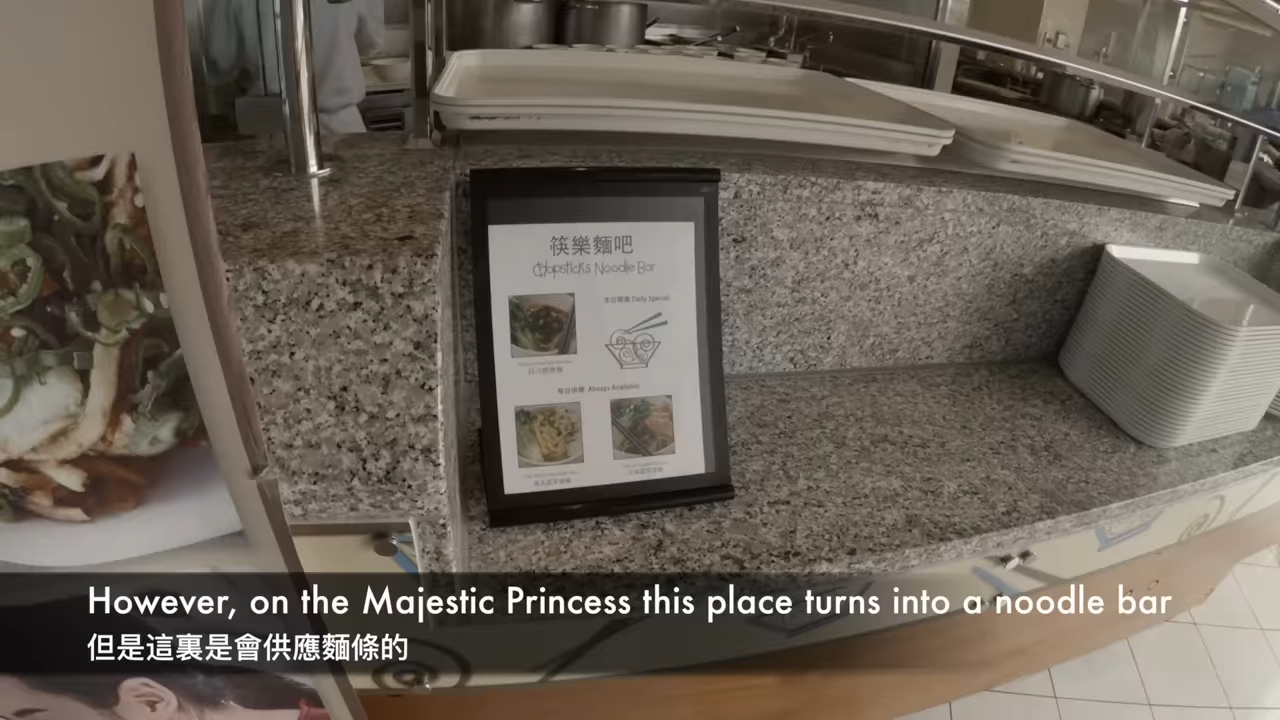 筷樂麵吧
Chopsticks Noodle Bar
本日精選 Daily Special
每日供應 Always Available
However, on the Majestic Princess this place turns into a noodle bar
但是這裏是會供應麵條的